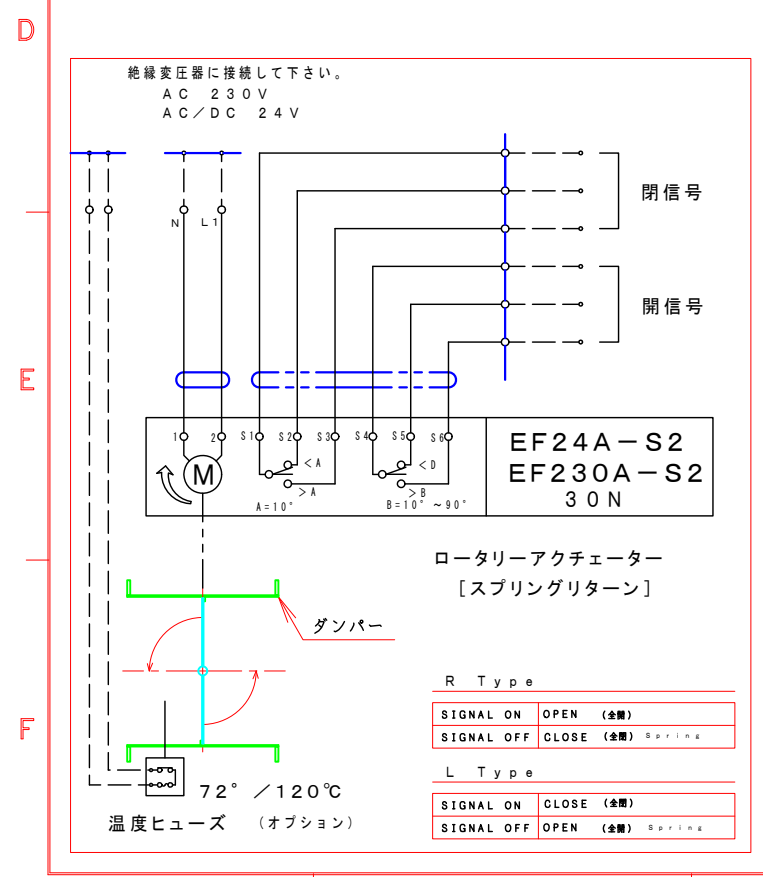 D
絶縁変圧器に接続して下さい。
AC 230V
AC/DC 24V
閉信号
N L1
開信号
E
1 2 S1 S2 S3 S4 S5 S6
EF24A-S2
EF230A-S2
30N
M
<A
>A
A=10°
<D
>B
B=10° ~90°
ロータリーアクチェーター
[スプリングリターン]
ダンパー
F
R Type
SIGNAL ON OPEN (全開)
SIGNAL OFF CLOSE (全閉) Spring
L Type
SIGNAL ON CLOSE (全閉)
SIGNAL OFF OPEN (全開) Spring
72° /120℃
温度ヒューズ (オプション)